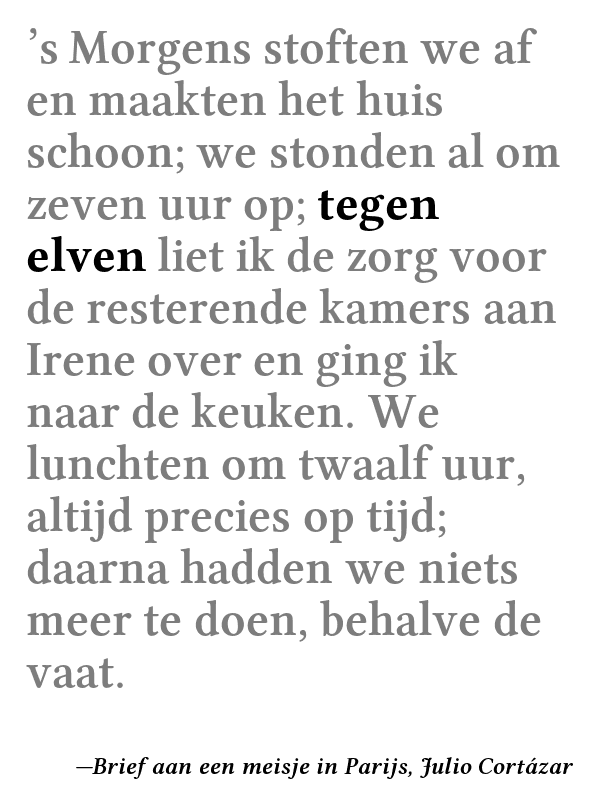 ’s Morgens stoften we af
en maakten het huis
schoon; we stonden al om
zeven uur op; tegen
elven liet ik de zorg voor
de resterende kamers aan
Irene over en ging ik
naar de keuken. We
lunchten om twaalf uur,
altijd precies op tijd;
daarna hadden we niets
meer te doen, behalve de
vaat.
—Brief aan een meisje in Parijs, Julio Cortázar